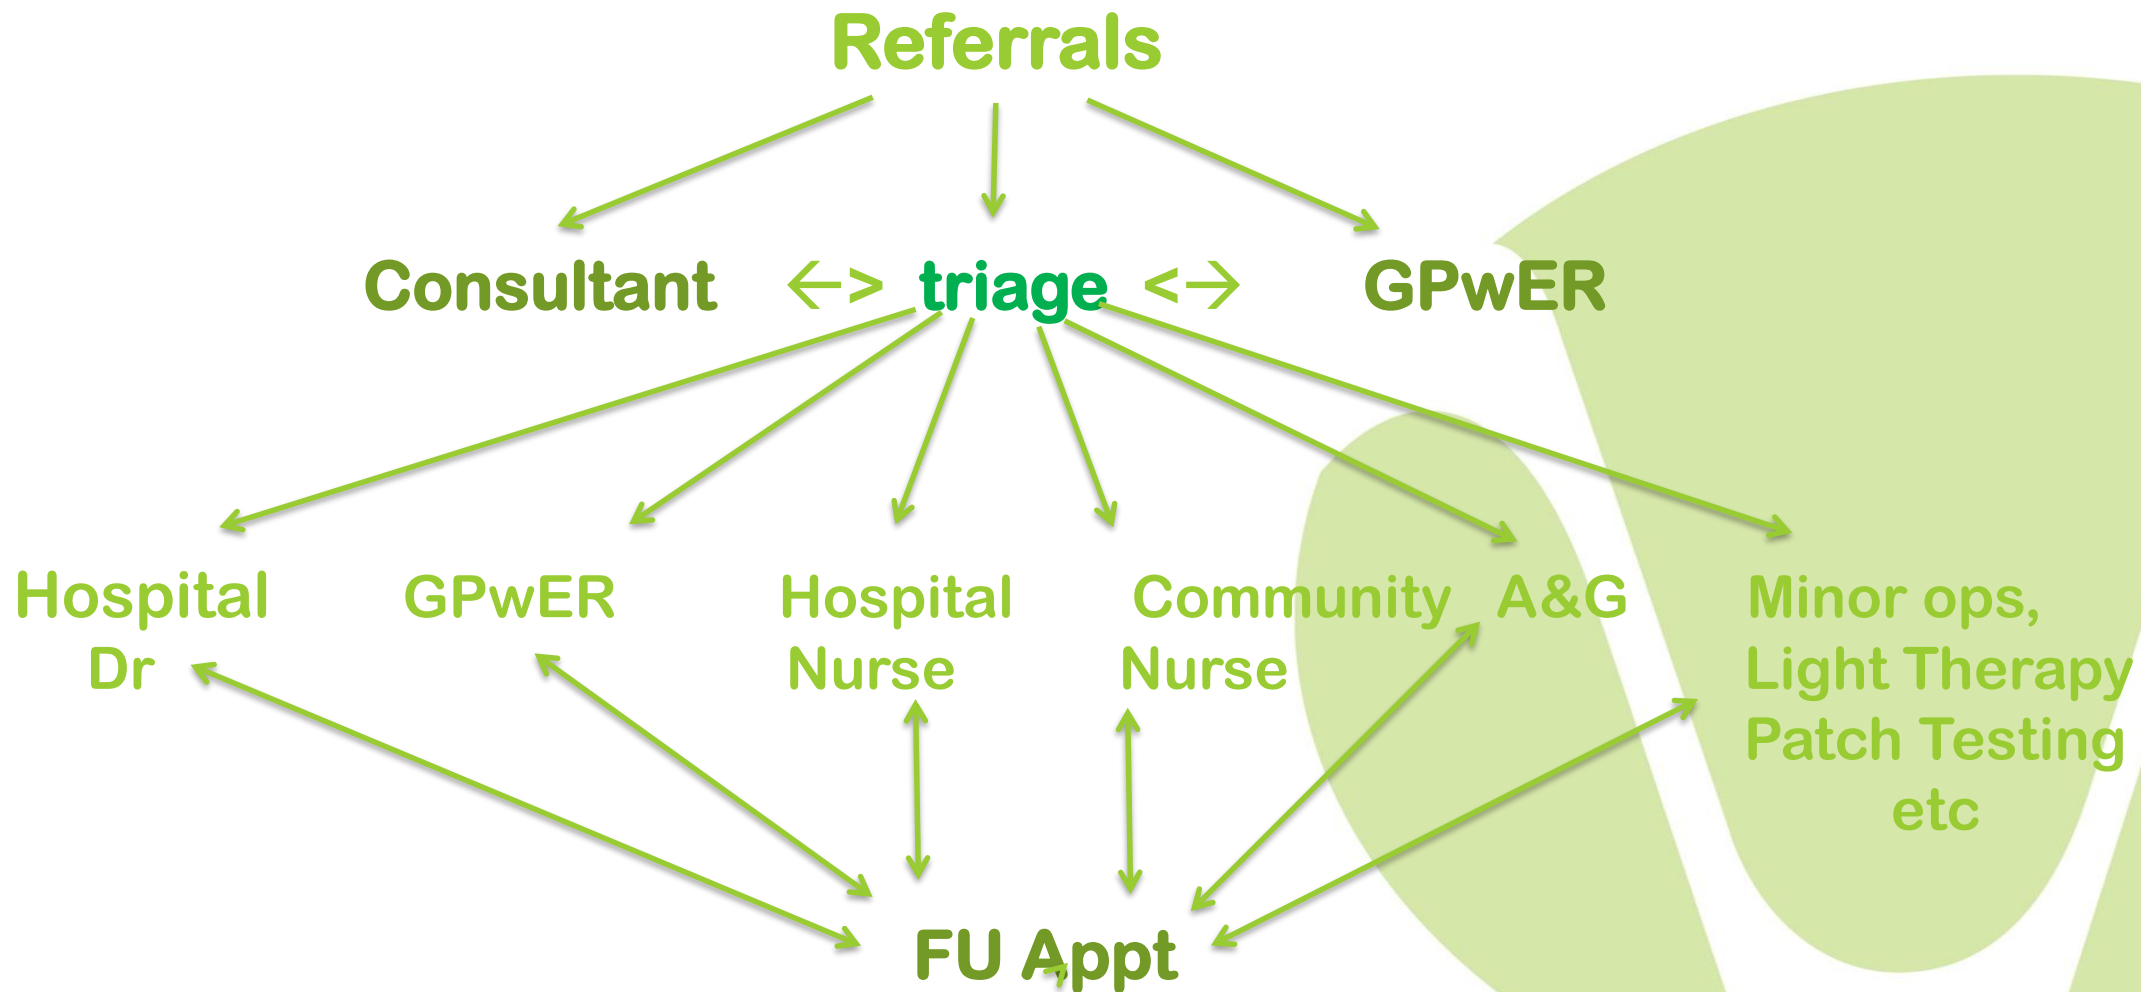 Referrals
Consultant <-> triage <-> GPwER
Hospital GPwER Hospital Community A&G Minor ops,
Dr Nurse Nurse Light Therapy
Patch Testing
etc
FU Appt